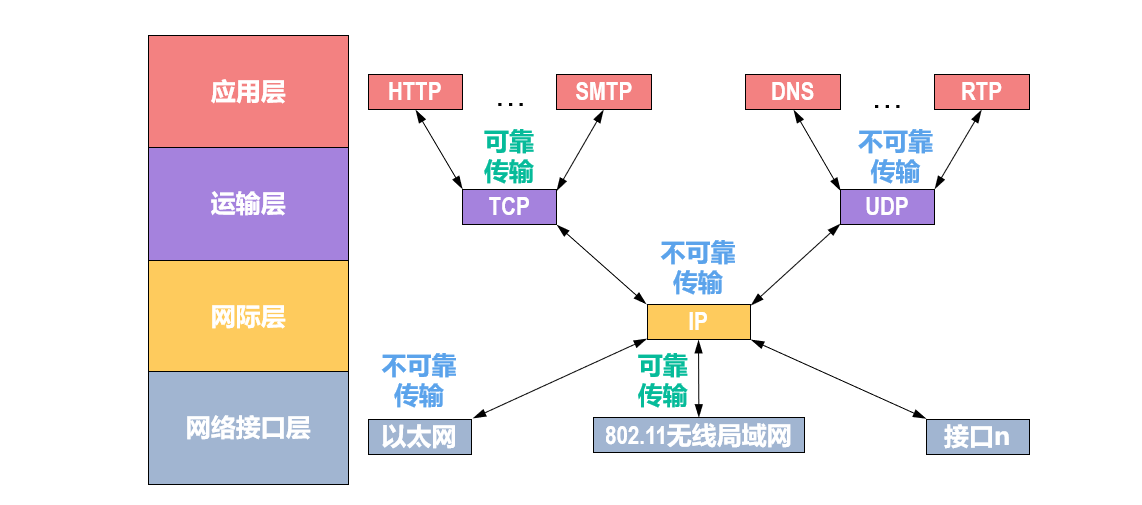 应用层
HTTP
...
SMTP
DNS
...
RTP
可靠
传输
不可靠
传输
运输层
TCP
UDP
不可靠
传输
网际层
IP
不可靠
传输
可靠
传输
网络接口层
以太网
802.11无线局域网
接口n